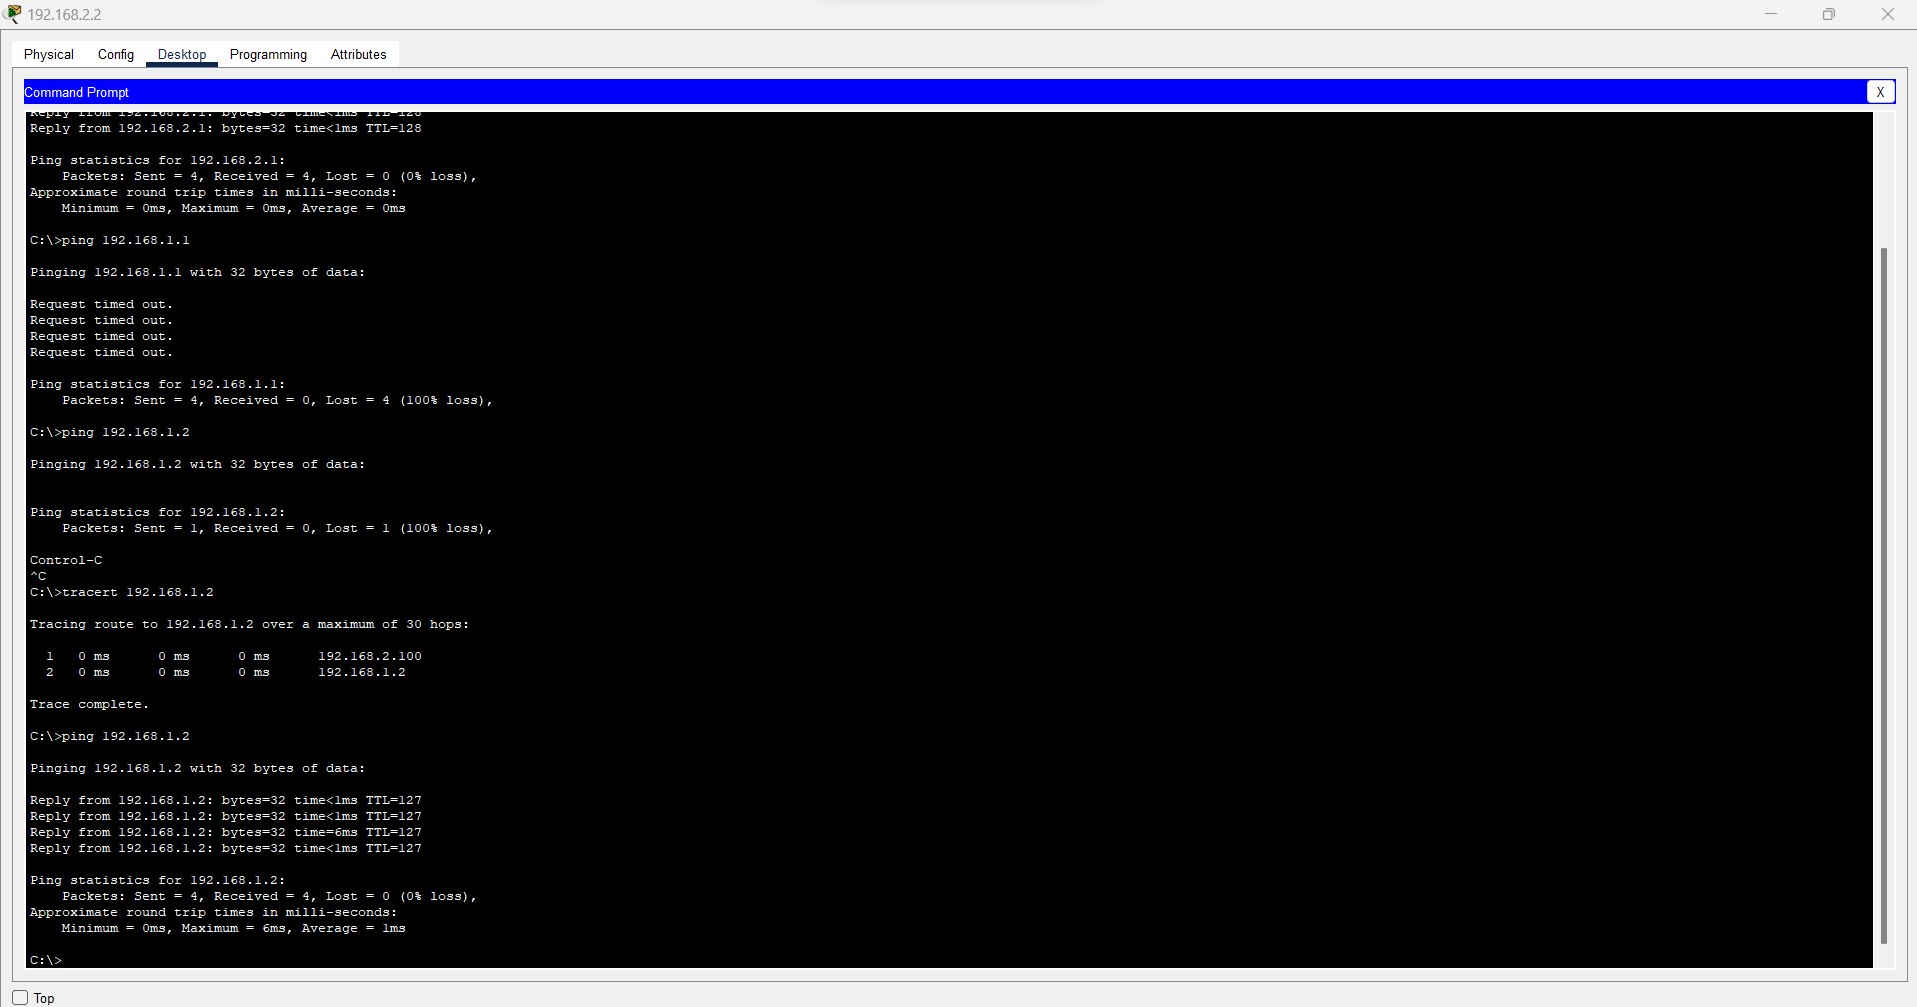 192.168.2.2
Physical Config Desktop Programming Attributes
Command Prompt
X
Reply from 192.168.2.1: bytes=32 time<1ms TTL=128
Reply from 192.168.2.1: bytes=32 time<1ms TTL=128
Ping statistics for 192.168.2.1:
Packets: Sent = 4, Received = 4, Lost = 0 (0% loss),
Approximate round trip times in milli-seconds:
Minimum = 0ms, Maximum = 0ms, Average = 0ms
C:\>ping 192.168.1.1
Pinging 192.168.1.1 with 32 bytes of data:
Request timed out.
Request timed out.
Request timed out.
Request timed out.
Ping statistics for 192.168.1.1:
Packets: Sent = 4, Received = 0, Lost = 4 (100% loss),
C:\>ping 192.168.1.2
Pinging 192.168.1.2 with 32 bytes of data:
Ping statistics for 192.168.1.2:
Packets: Sent = 1, Received = 0, Lost = 1 (100% loss),
Control-C
^C
C:\>tracert 192.168.1.2
Tracing route to 192.168.1.2 over a maximum of 30 hops:
1 0 ms 0 ms 0 ms 192.168.2.100
2 0 ms 0 ms 0 ms 192.168.1.2
Trace complete.
C:\>ping 192.168.1.2
Pinging 192.168.1.2 with 32 bytes of data:
Reply from 192.168.1.2: bytes=32 time<1ms TTL=127
Reply from 192.168.1.2: bytes=32 time<1ms TTL=127
Reply from 192.168.1.2: bytes=32 time=6ms TTL=127
Reply from 192.168.1.2: bytes=32 time<1ms TTL=127
Ping statistics for 192.168.1.2:
Packets: Sent = 4, Received = 4, Lost = 0 (0% loss),
Approximate round trip times in milli-seconds:
Minimum = 0ms, Maximum = 6ms, Average = 1ms
C:\>
Top